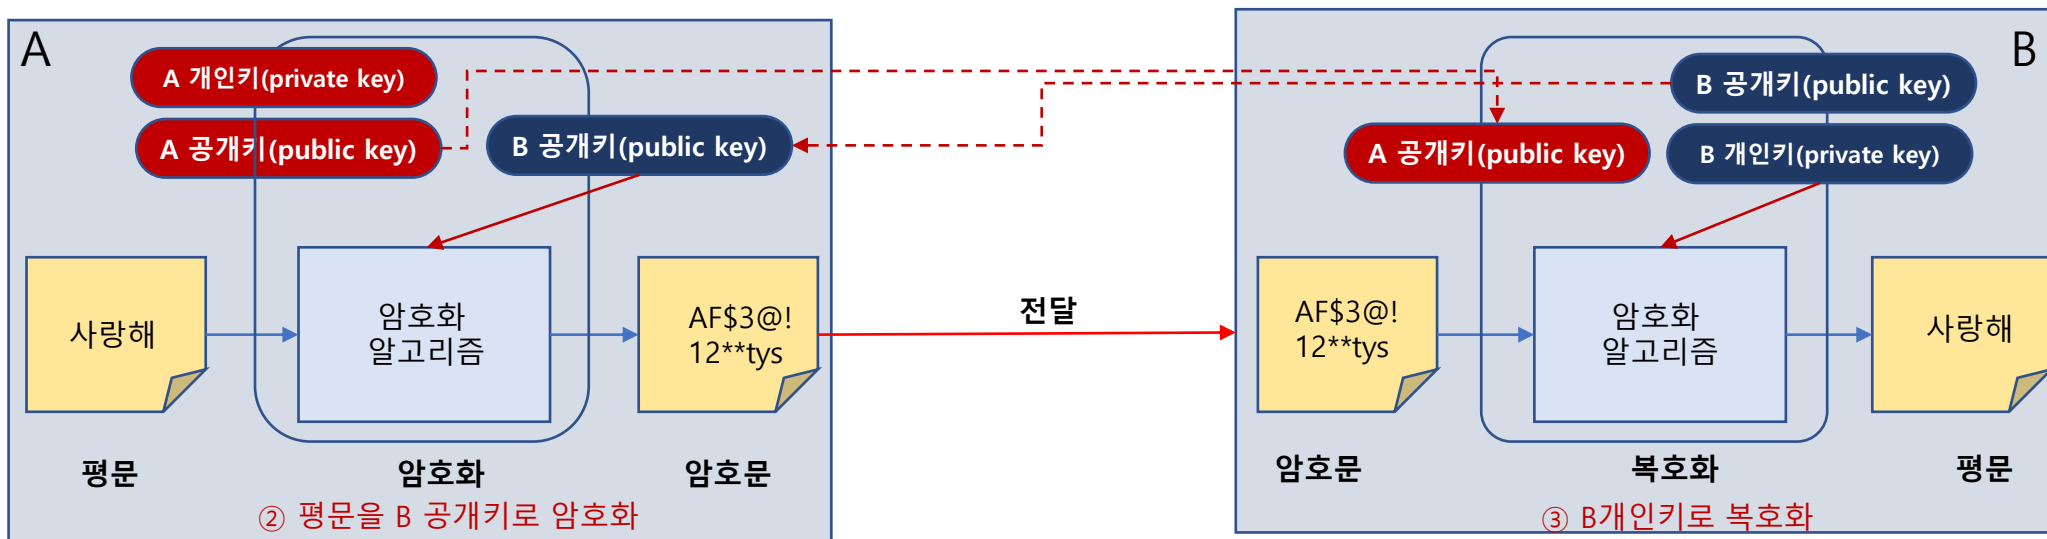 A
A 개인키(private key)
A 공개키(public key)
B 공개키(public key)
사랑해
암호화
알고리즘
AF$3@!
12**tys
평문
암호화
암호문
② 평문을 B 공개키로 암호화
전달
B
B 공개키(public key)
A 공개키(public key)
B 개인키(private key)
AF$3@!
12**tys
암호화
알고리즘
사랑해
암호문
복호화
평문
③ B개인키로 복호화